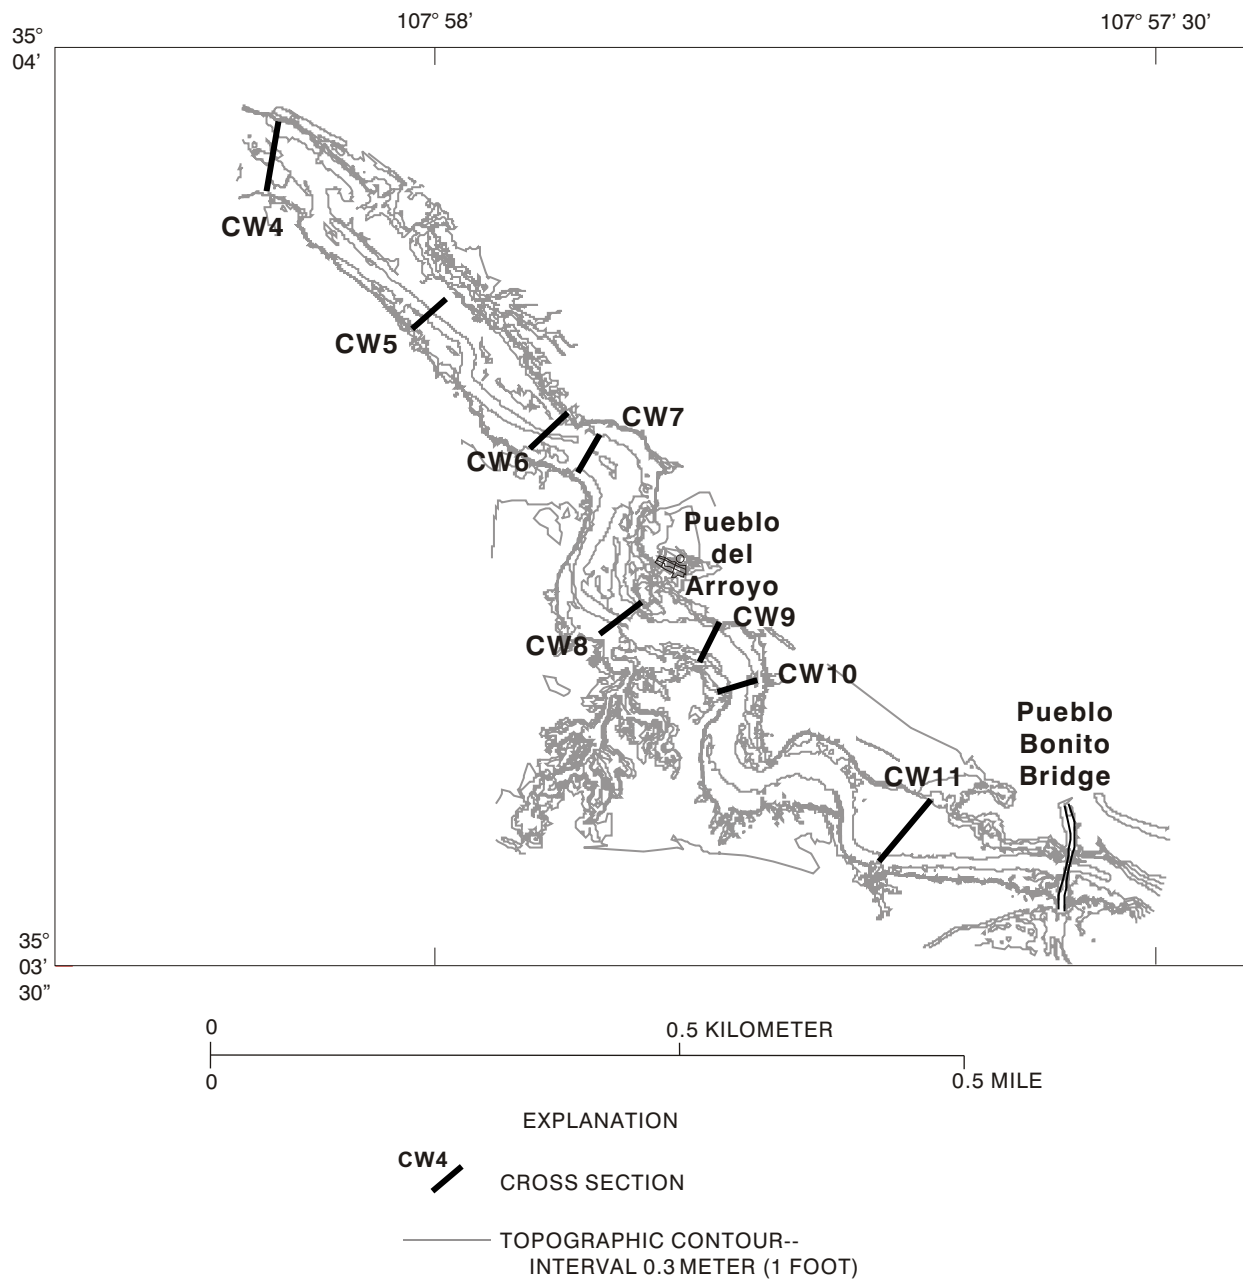 107° 58’
107° 57’ 30’
35°
04’
CW4
CW5
CW7
CW6
Pueblo
del
Arroyo
CW9
CW8
CW10
Pueblo
Bonito
Bridge
CW11
35°
03’
30”
0
0.5 KILOMETER
0
0.5 MILE
EXPLANATION
CW4
CROSS SECTION
TOPOGRAPHIC CONTOUR--
INTERVAL 0.3 METER (1 FOOT)